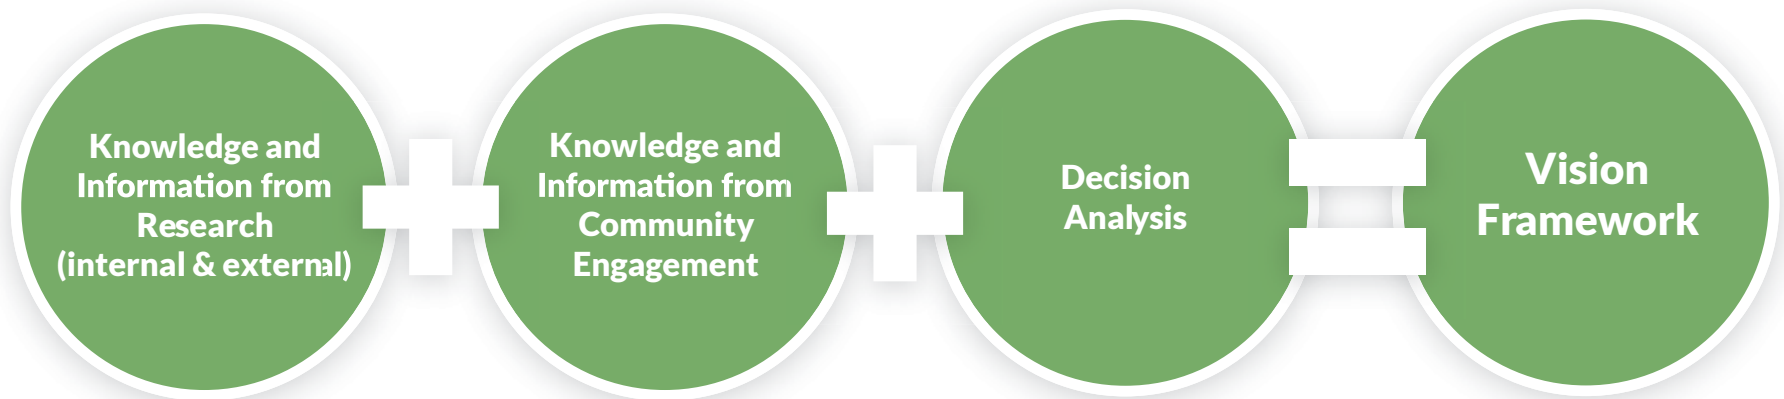 Knowledge and
Information from
Research
(internal & external)
Knowledge and
Information from
Community
Engagement
Decision
Analysis
Vision
Framework